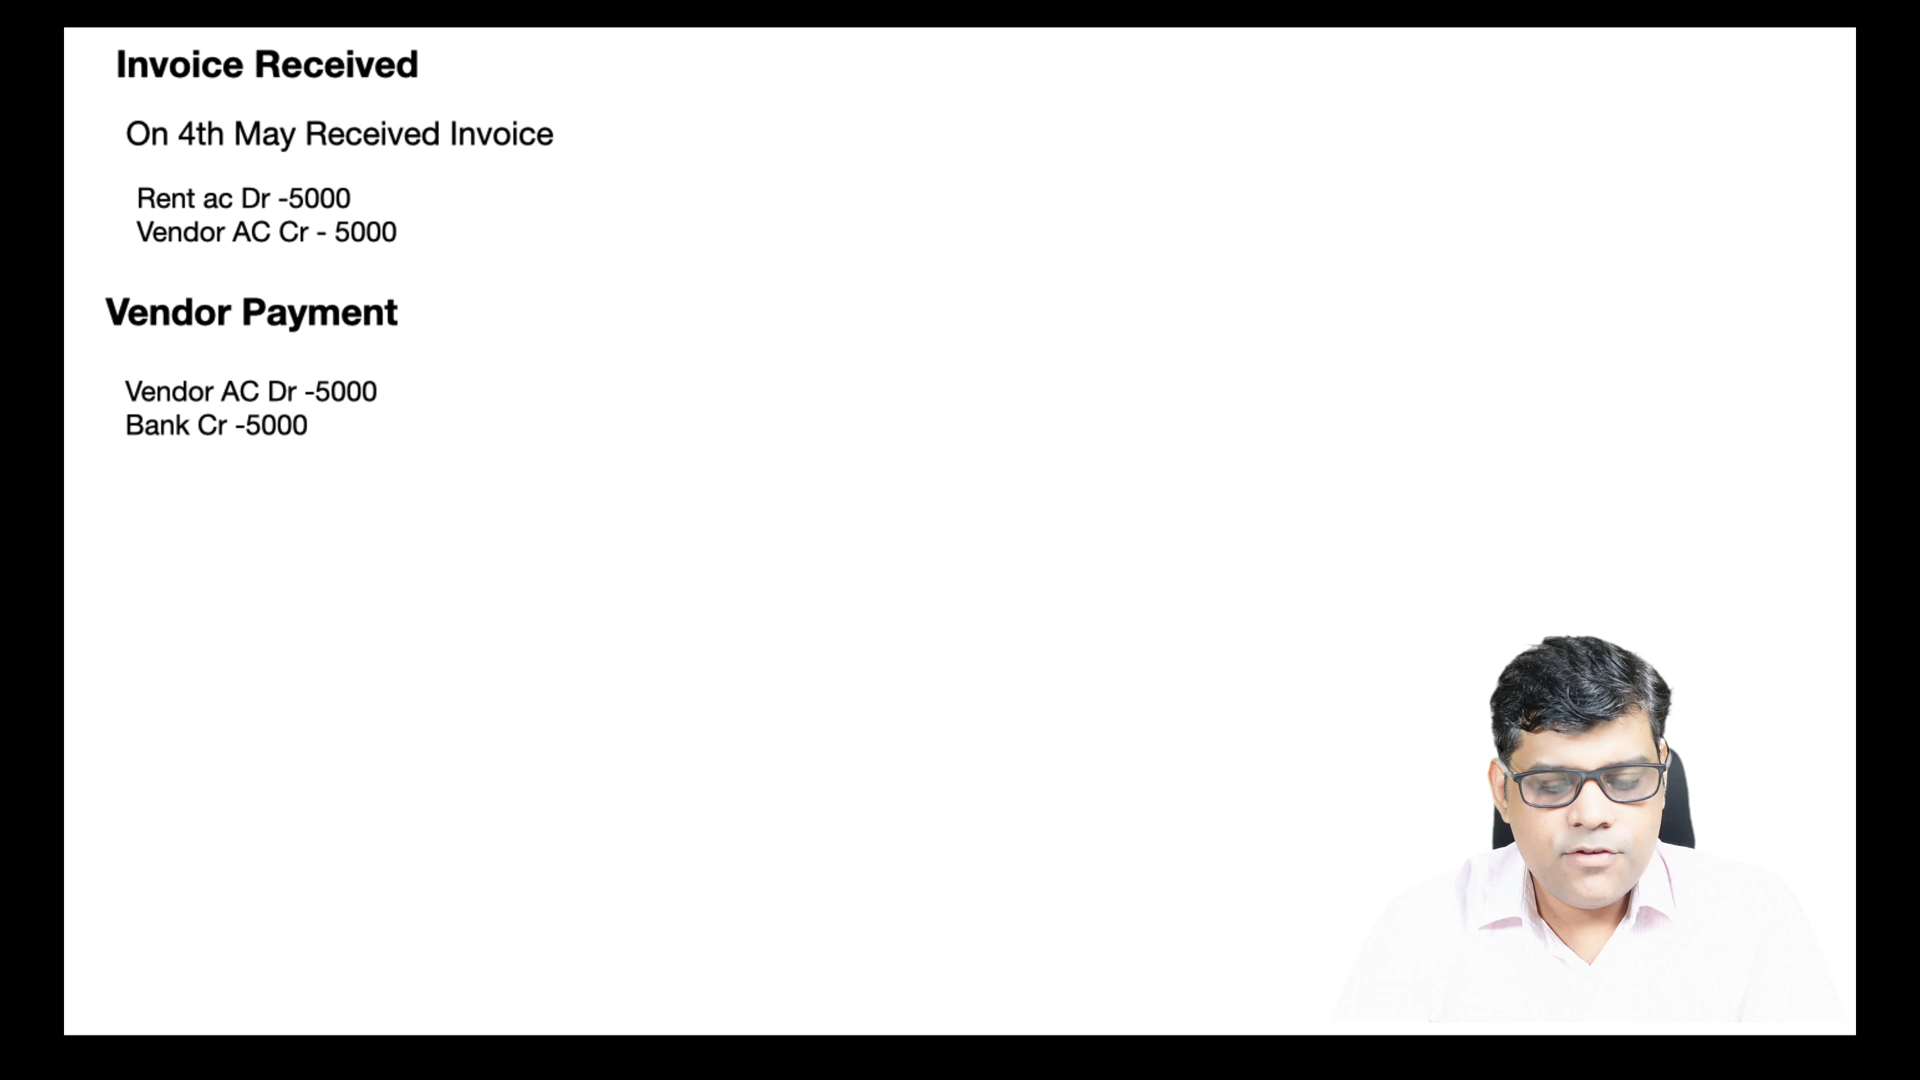 Invoice Received
On 4th May Received Invoice
Rent ac Dr -5000
Vendor AC Cr - 5000
Vendor Payment
Vendor AC Dr -5000
Bank Cr -5000